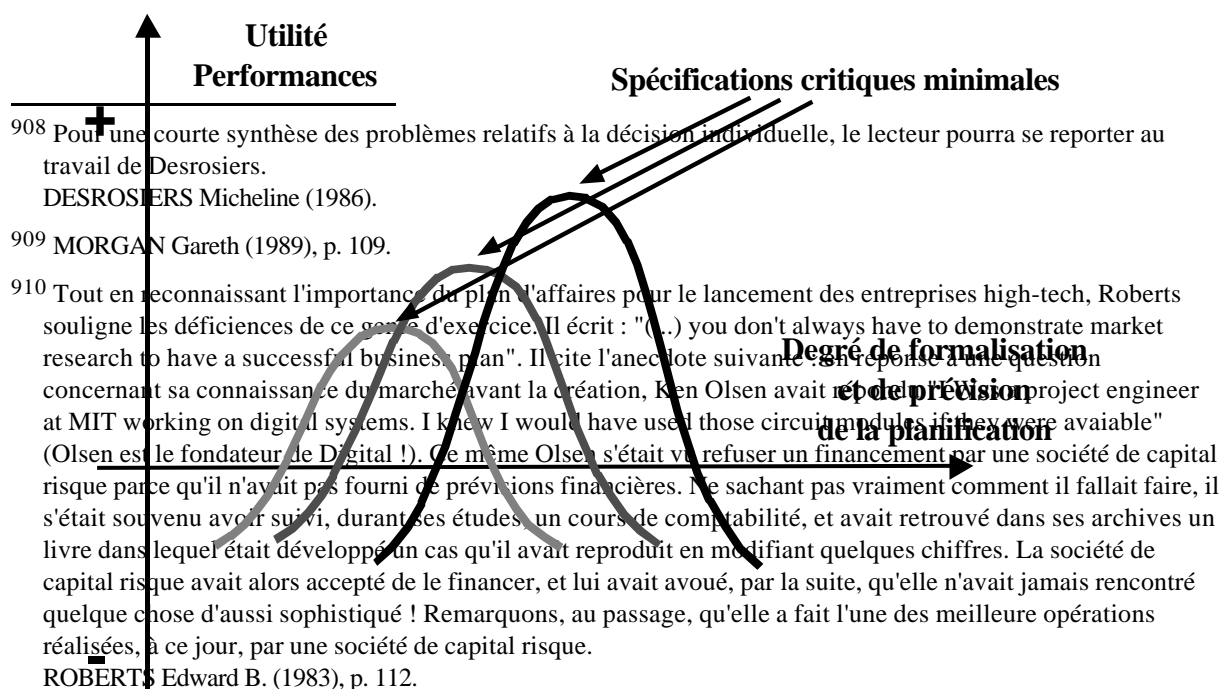 Utilité
Performances
Spécifications critiques minimales
+
908 Pour une courte synthèse des problèmes relatifs à la décision individuelle, le lecteur pourra se reporter au
travail de Desrosiers.
DESROSIERS Micheline (1986).
909 MORGAN Gareth (1989), p. 109.
910 Tout en reconnaissant l'importance du plan d'affaires pour le lancement des entreprises high-tech, Roberts
souligne les déficiences de ce genre d'exercice. Il écrit : "(...) you don't always have to demonstrate market
research to have a successful business plan". Il cite l'anecdote suivante : en réponse à une question
concernant sa connaissance du marché avant la création, Ken Olsen avait répondu project engineer
at MIT working on digital systems. I knew I would have used those circuit modules if they were avaiable"
(Olsen est le fondateur de Digital !). Ce même Olsen s'était vu refuser un financement par une société de capital
risque parce qu'il n'avait pas fourni de prévisions financières. Ne sachant pas vraiment comment il fallait faire, il
s'était souvenu avoir suivi, durant ses études, un cours de comptabilité, et avait retrouvé dans ses archives un
livre dans lequel était développé un cas qu'il avait reproduit en modifiant quelques chiffres. La société de
capital risque avait alors accepté de le financer, et lui avait avoué, par la suite, qu'elle n'avait jamais rencontré
quelque chose d'aussi sophistiqué ! Remarquons, au passage, qu'elle a fait l'une des meilleure opérations
réalisées, à ce jour, par une société de capital risque.
ROBERTS Edward B. (1983), p. 112.
Degré de formalisation
et de précision
de la planification
-